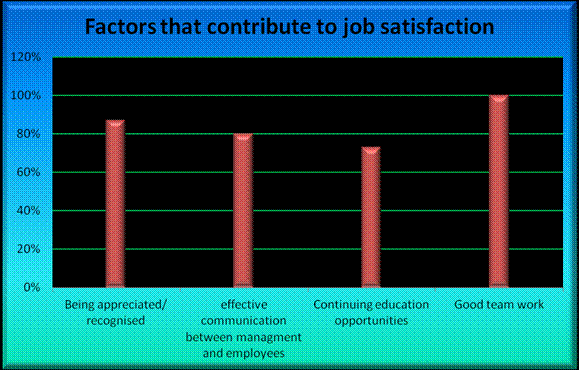 Factors that contribute to job satisfaction
120%
100%
80%
60%
40%
20%
0%
Being appreciated/
recognised
effective
communication
between managment
and employees
Continuing education
opportunities
Good team work